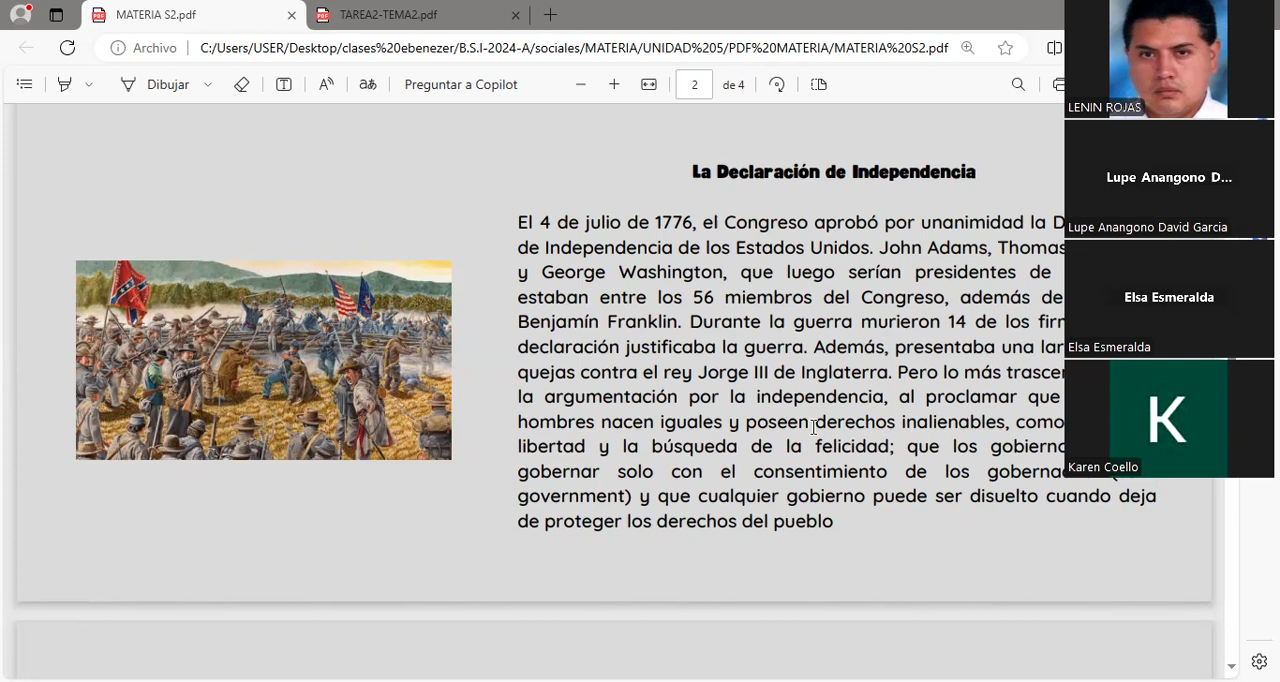 MATERIA S2.pdf
TAREA2-TEMA2.pdf
Archivo
C:/Users/USER/Desktop/clases%20ebenezer/B.S.I-2024-A/sociales/MATERIA/UNIDAD%205/PDF%20MATERIA/MATERIA%20S2.pdf
Dibujar
aあ
Preguntar a Copilot
2
de 4
La Declaración de Independencia
El 4 de julio de 1776, el Congreso aprobó por unanimidad la
de Independencia de los Estados Unidos. John Adams, Thomas
y George Washington, que luego serían presidentes de
estaban entre los 56 miembros del Congreso, además de
Benjamín Franklin. Durante la guerra murieron 14 de los
declaración justificaba la guerra. Además, presentaba una
quejas contra el rey Jorge III de Inglaterra. Pero lo más
la argumentación por la independencia, al proclamar que
hombres nacen iguales y poseen derechos inalienables, como
libertad y la búsqueda de la felicidad; que los
gobernar solo con el consentimiento de los
government) y que cualquier gobierno puede ser disuelto cuando deja
de proteger los derechos del pueblo
LENIN ROJAS
Lupe Anangono D...
Lupe Anangono David Garcia
Elsa Esmeralda
Elsa Esmeralda
K
Karen Coello